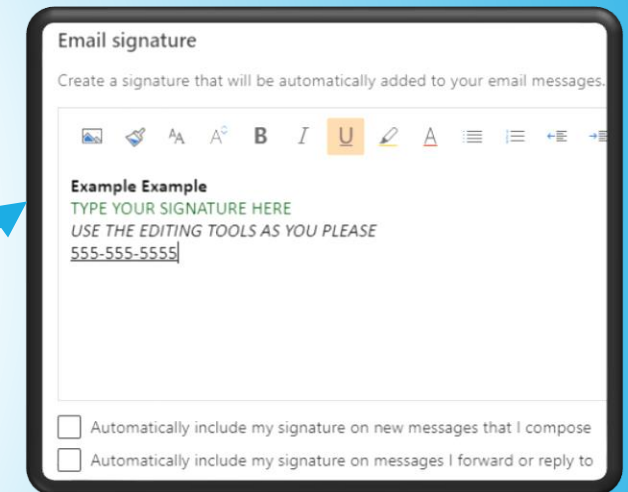 Email signature
Create a signature that will be automatically added to your email messages.
Example Example
TYPE YOUR SIGNATURE HERE
USE THE EDITING TOOLS AS YOU PLEASE
555-555-5555
Automatically include my signature on new messages that I compose
Automatically include my signature on messages I forward or reply to